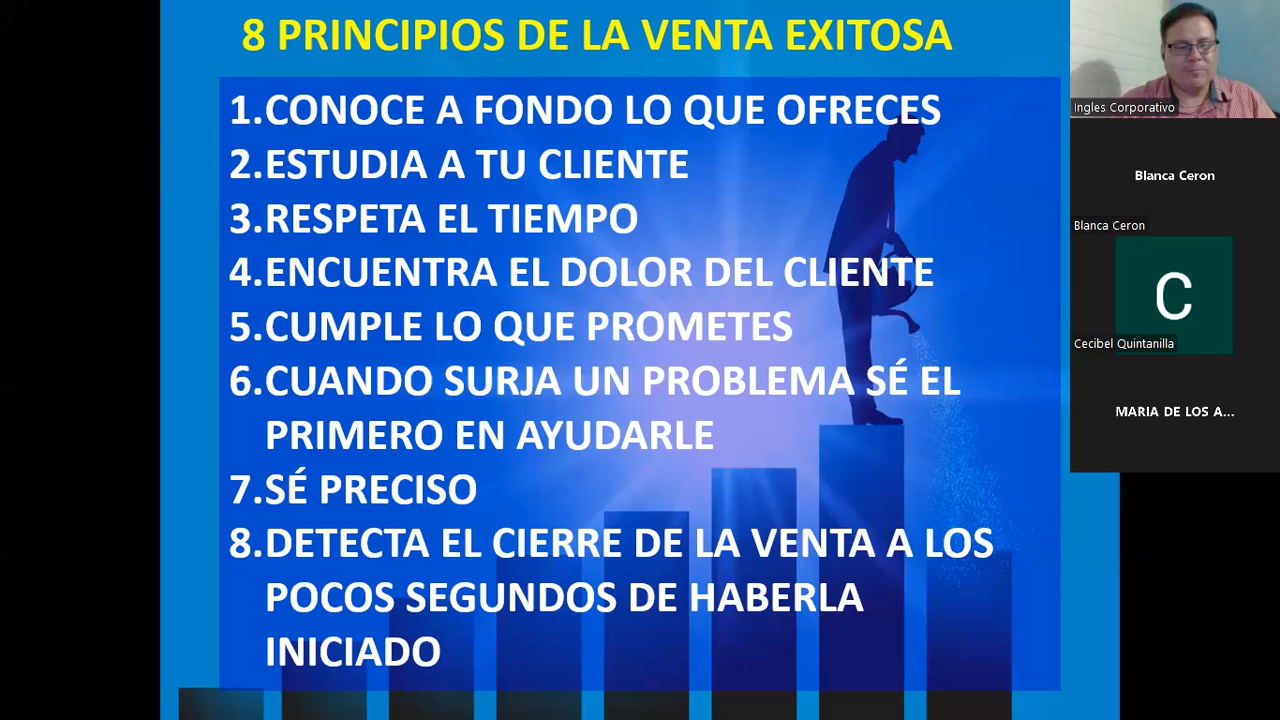 8 PRINCIPIOS DE LA VENTA EXITOSA
1.CONOCE A FONDO LO QUE OFRECES
2.ESTUDIA A TU CLIENTE
3.RESPETA EL TIEMPO
4.ENCUENTRA EL DOLOR DEL CLIENTE
5.CUMPLE LO QUE PROMETES
6.CUANDO SURJA UN PROBLEMA SÉ EL
PRIMERO EN AYUDARLE
7.SÉ PRECISO
8.DETECTA EL CIERRE DE LA VENTA A LOS
POCOS SEGUNDOS DE HABERLA
INICIADO
Ingles Corporativo
Blanca Ceron
Blanca Ceron
C
Cecibel Quintanilla
MARIA DE LOS A...